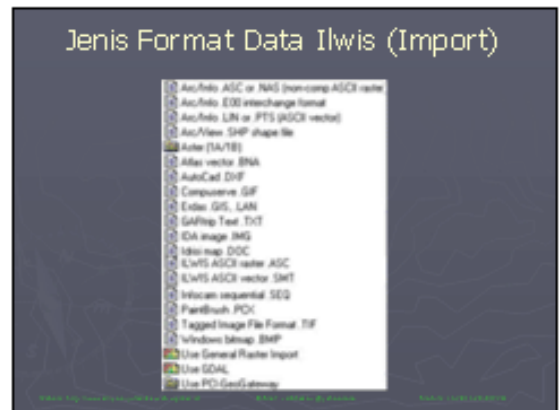 Jenis Format Data Ilwis (Import)
Arc/Info .ASC or .NAS (non-comp ASCII raster
Arc/Info .E00 interchange format
Arc/Info .LIN or .PTS (ASCII vector)
Arc/View .SHP shape file
Aster (1A/1B)
Atlas vector .BNA
AutoCad .DXF
Compuserve .GIF
Erdas .GIS, .LAN
GARtrip Text .TXT
IDA image .IMG
Idrisi map .DOC
ILWIS ASCII raster .ASC
ILWIS ASCII vector .SMT
Infocam sequential .SEQ
PaintBrush .PCX
Tagged Image File Format .TIF
Windows bitmap .BMP
Use General Raster Import
Use GDAL
Use PCI GeoGateway